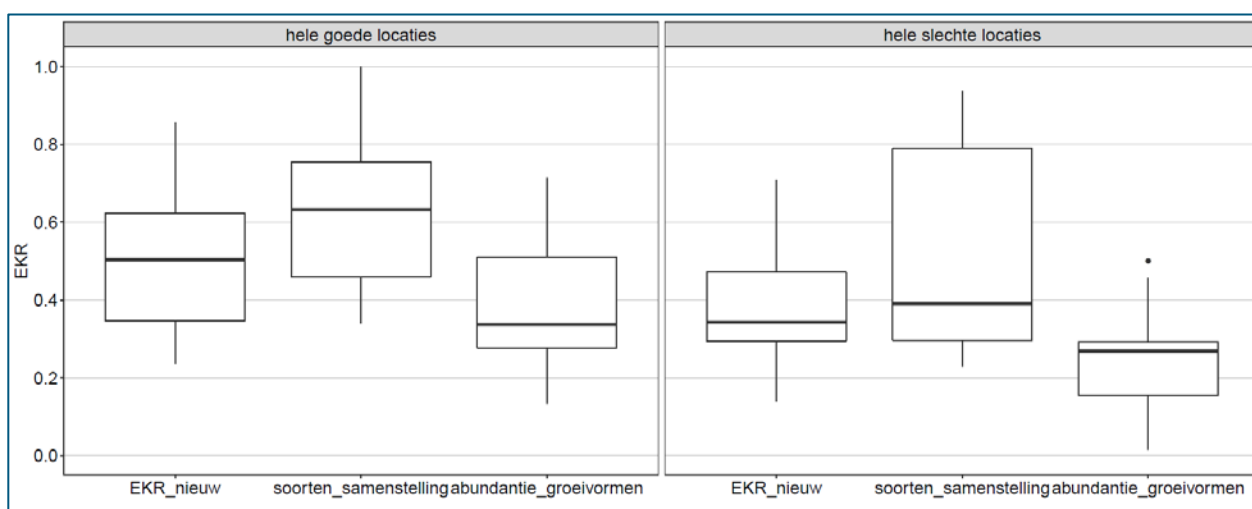 hele goede locaties
hele slechte locaties
1.0
0.8
0.6
0.4
0.2
0.0
EKR
EKR_nieuw
soorten_samenstelling
abundantie_groeivormen
EKR_nieuw
soorten_samenstelling
abundantie_groeivormen